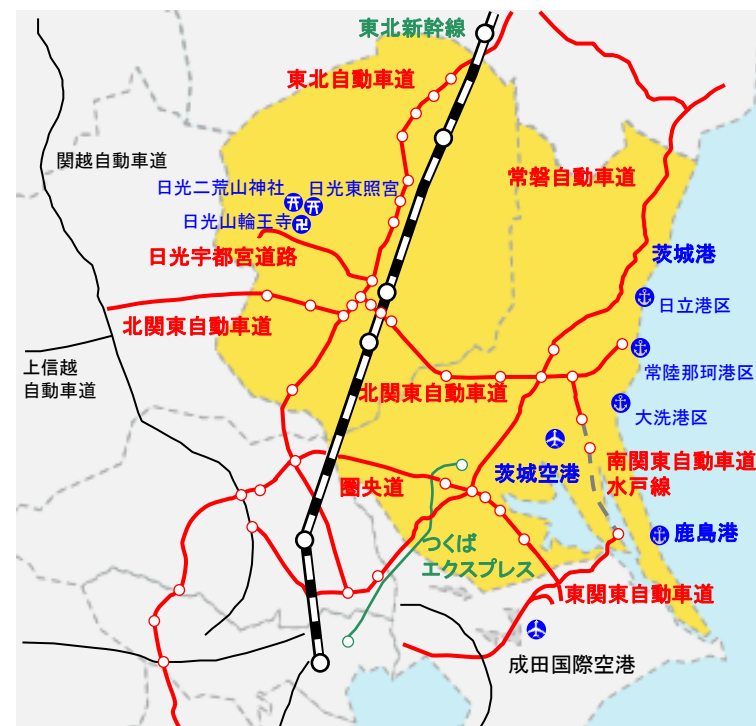 東北新幹線
東北自動車道
関越自動車道
常磐自動車道
日光二荒山神社
日光東照宮
日光山輪王寺
日光宇都宮道路
茨城港
日立港区
北関東自動車道
上信越
自動車道
常陸那珂港区
北関東自動車道
大洗港区
茨城空港
南関東自動車道
水戸線
圏央道
鹿島港
つくば
エクスプレス
東関東自動車道
成田国際空港